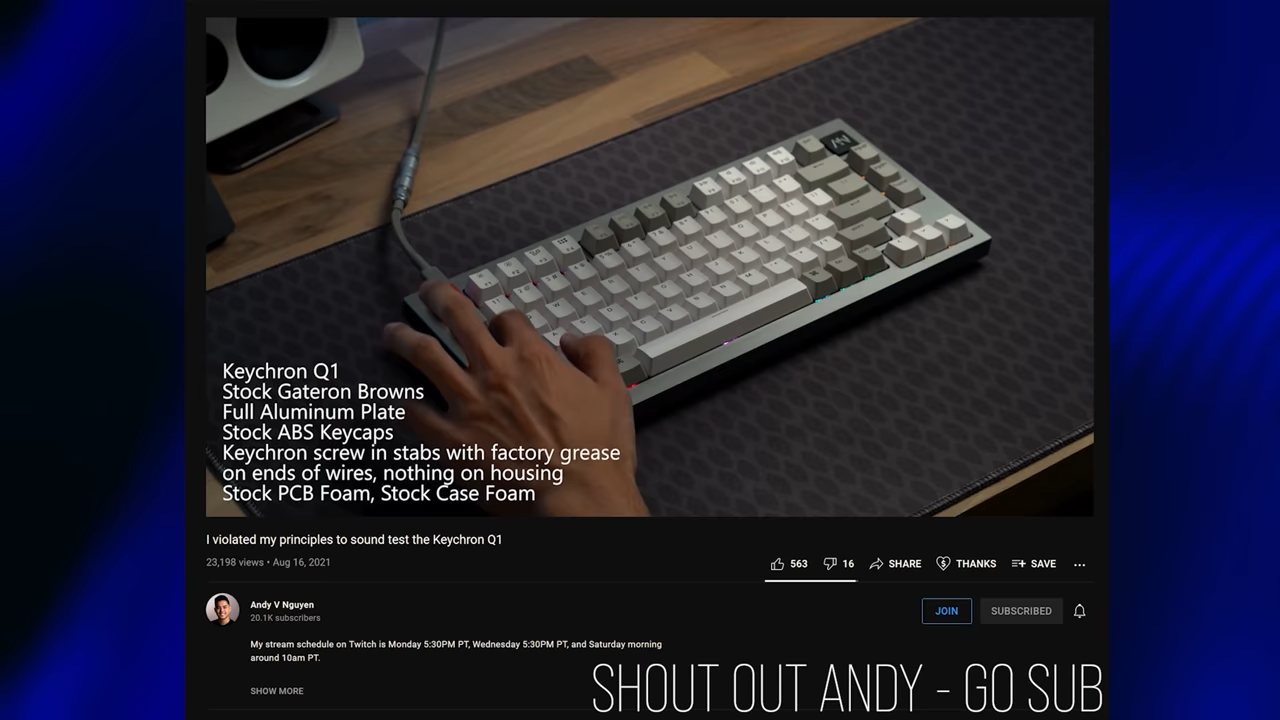 Keychron Q1
Stock Gateron Browns
Full Aluminum Plate
Stock ABS Keycaps
Keychron screw in stabs with factory grease
on ends of wires, nothing on housing
Stock PCB Foam, Stock Case Foam
I violated my principles to sound test the Keychron Q1
23,198 views • Aug 16, 2021
563
16
SHARE
THANKS
SAVE
Andy V Nguyen
20.1K subscribers
JOIN
SUBSCRIBED
My stream schedule on Twitch is Monday 5:30PM PT, Wednesday 5:30PM PT, and Saturday morning
around 10am PT.
SHOW MORE
SHOUT OUT ANDY - GO SUB